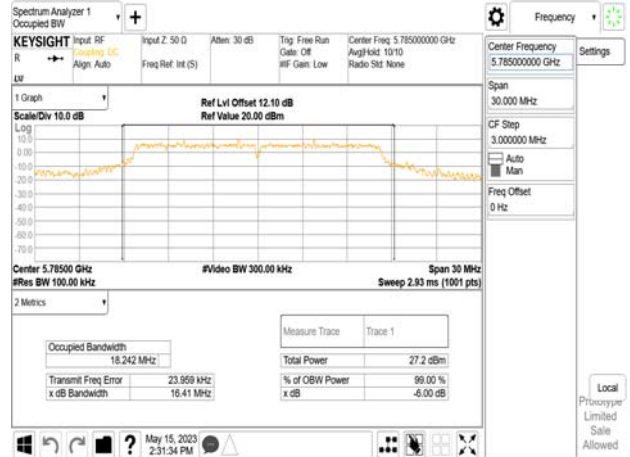 Spectrum Analyzer 1
Occupied BW
Frequency
KEYSIGHT
Input: RF
Coupling: DC
Align: Auto
Input Z: 50 Ω
Freq Ref: Int (S)
Atten: 30 dB
Trig: Free Run
Gate: Off
#IF Gain: Low
Center Freq: 5.785000000 GHz
Avg|Hold: 10/10
Radio Std: None
R
LXI
1 Graph
Scale/Div 10.0 dB
Ref Lvl Offset 12.10 dB
Ref Value 20.00 dBm
Log
10.0
0.00
-10.0
-20.0
-30.0
-40.0
-50.0
-60.0
-70.0
Center 5.78500 GHz
#Res BW 100.00 kHz
#Video BW 300.00 kHz
Span 30 MHz
Sweep 2.93 ms (1001 pts)
2 Metrics
Measure Trace
Trace 1
Occupied Bandwidth
18.242 MHz
Total Power
27.2 dBm
Transmit Freq Error
23.959 kHz
% of OBW Power
99.00 %
x dB Bandwidth
16.41 MHz
x dB
-6.00 dB
May 15, 2023
2:31:34 PM
Center Frequency
5.785000000 GHz
Settings
Span
30.000 MHz
CF Step
3.000000 MHz
Auto
Man
Freq Offset
0 Hz
Local
Prototype
Limited
Sale
Allowed